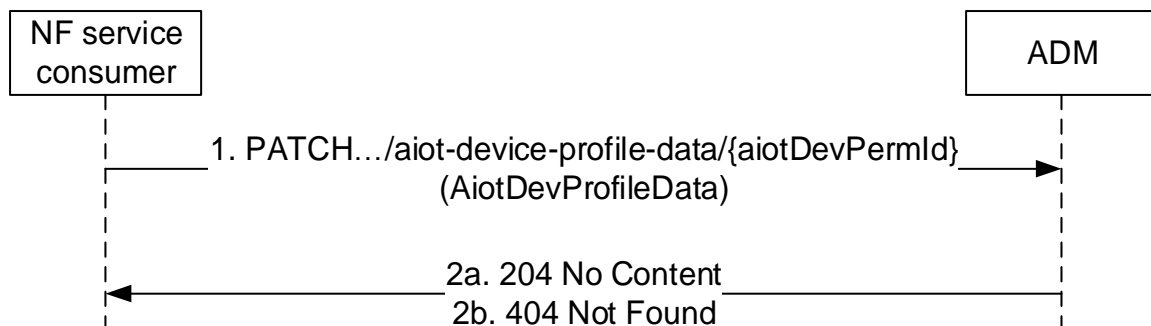 NF service
consumer
ADM
1. PATCH…/aiot-device-profile-data/{aiotDevPermId}
(AiotDevProfileData)
2a. 204 No Content
2b. 404 Not Found